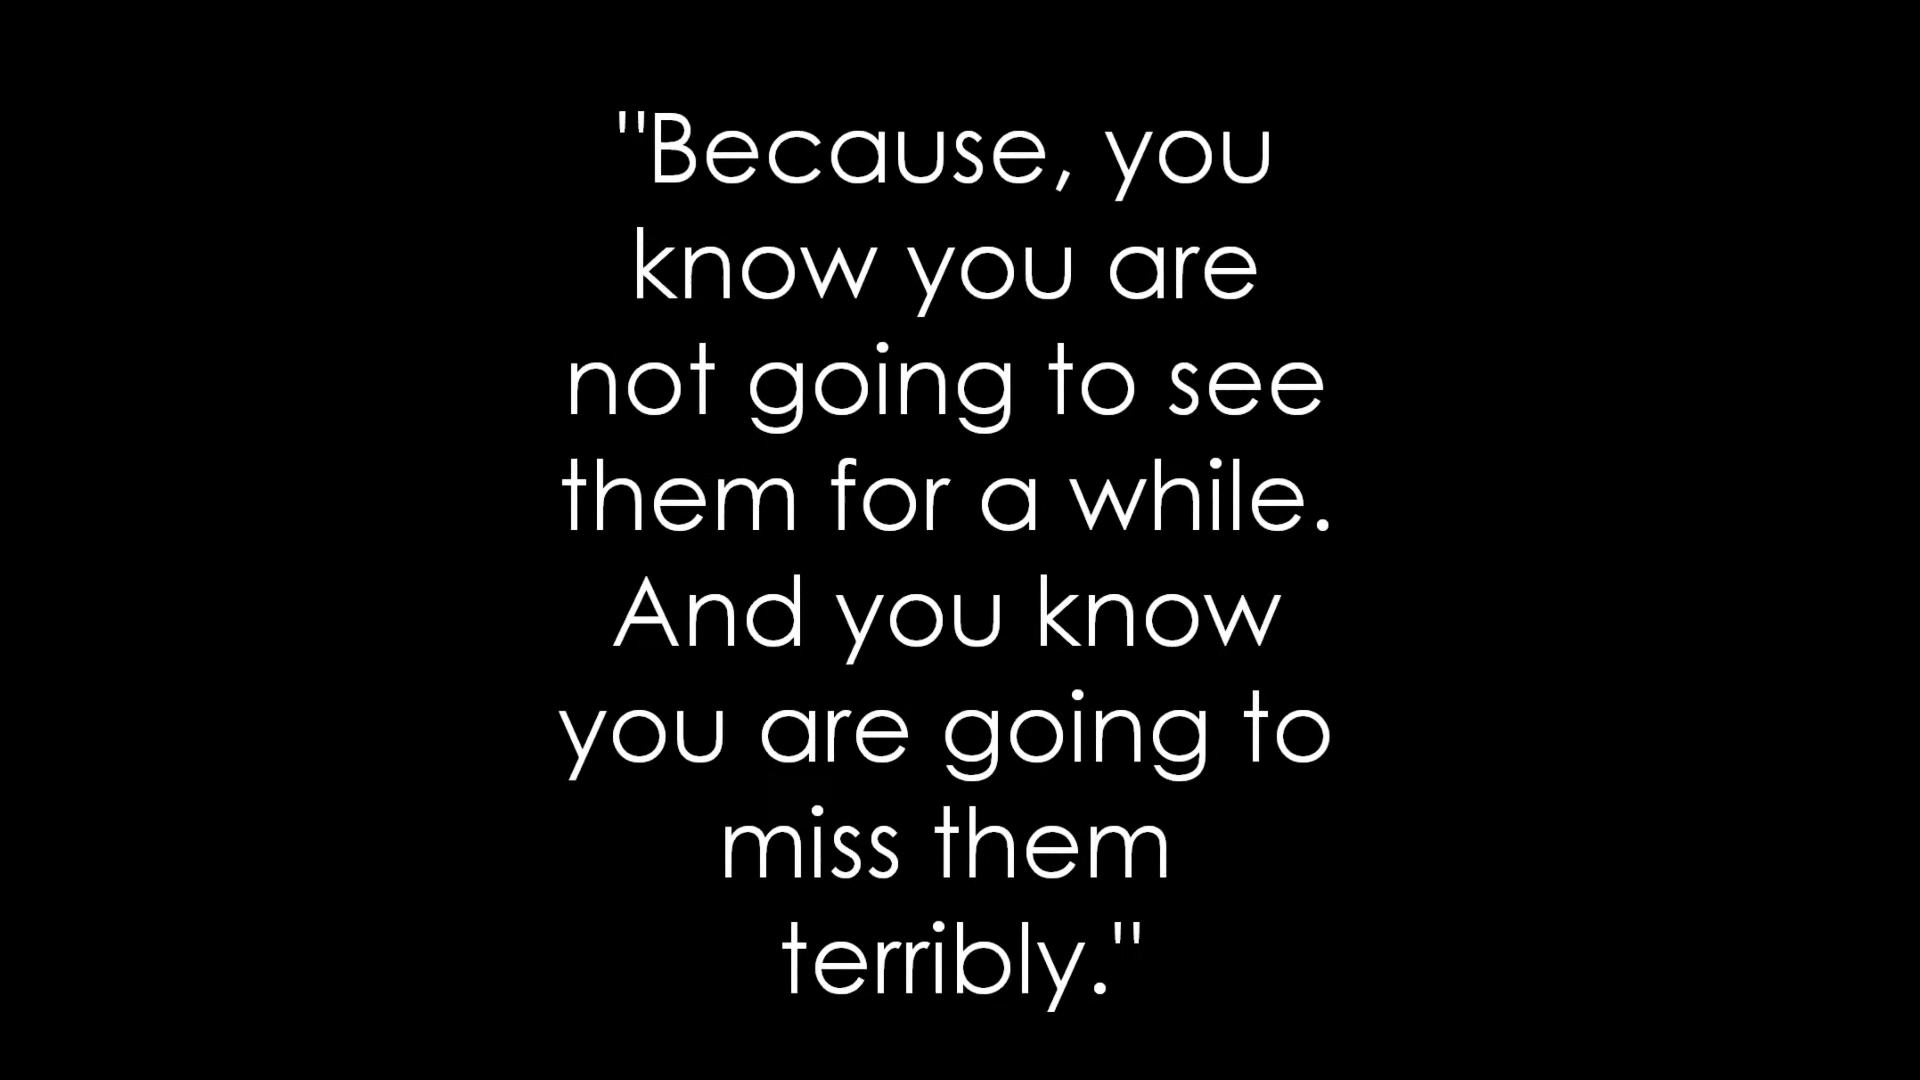 "Because, you
know you are
not going to see
them for a while.
And you know
you are going to
miss them
terribly."